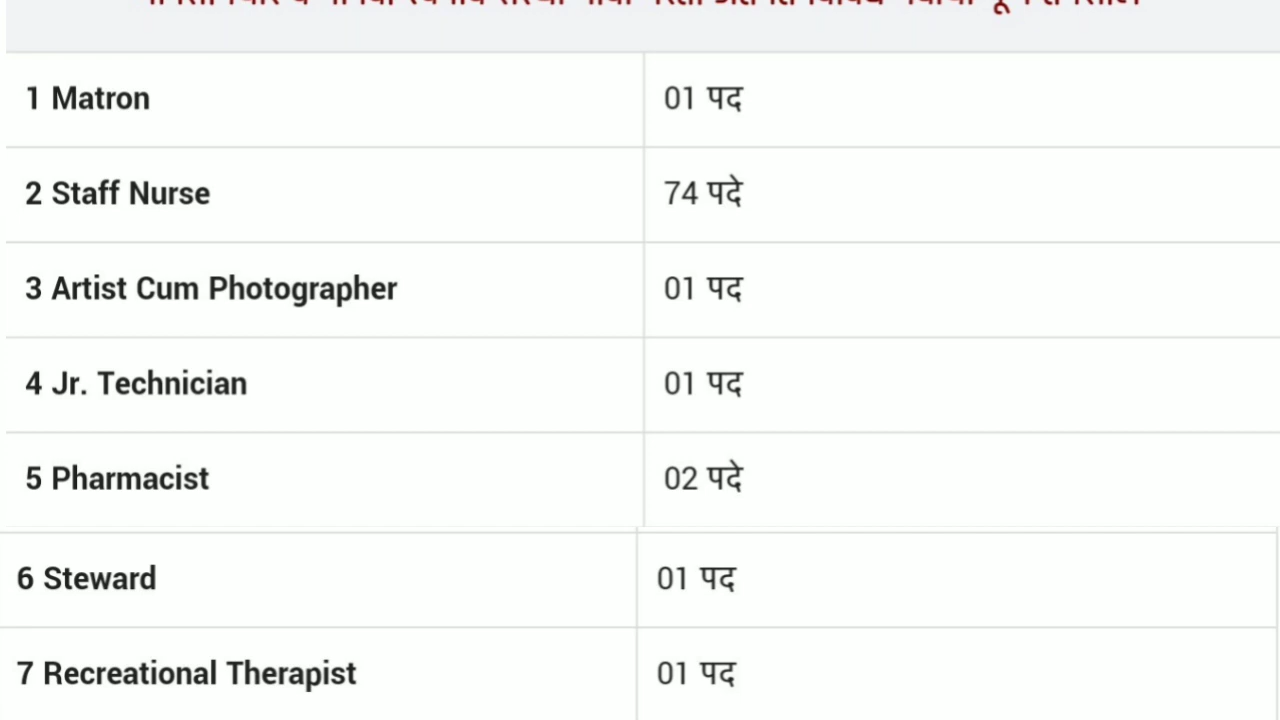 1 Matron 01 पद
2 Staff Nurse 74 पदे
3 Artist Cum Photographer 01 पद
4 Jr. Technician 01 पद
5 Pharmacist 02 पदे
6 Steward 01 पद
7 Recreational Therapist 01 पद